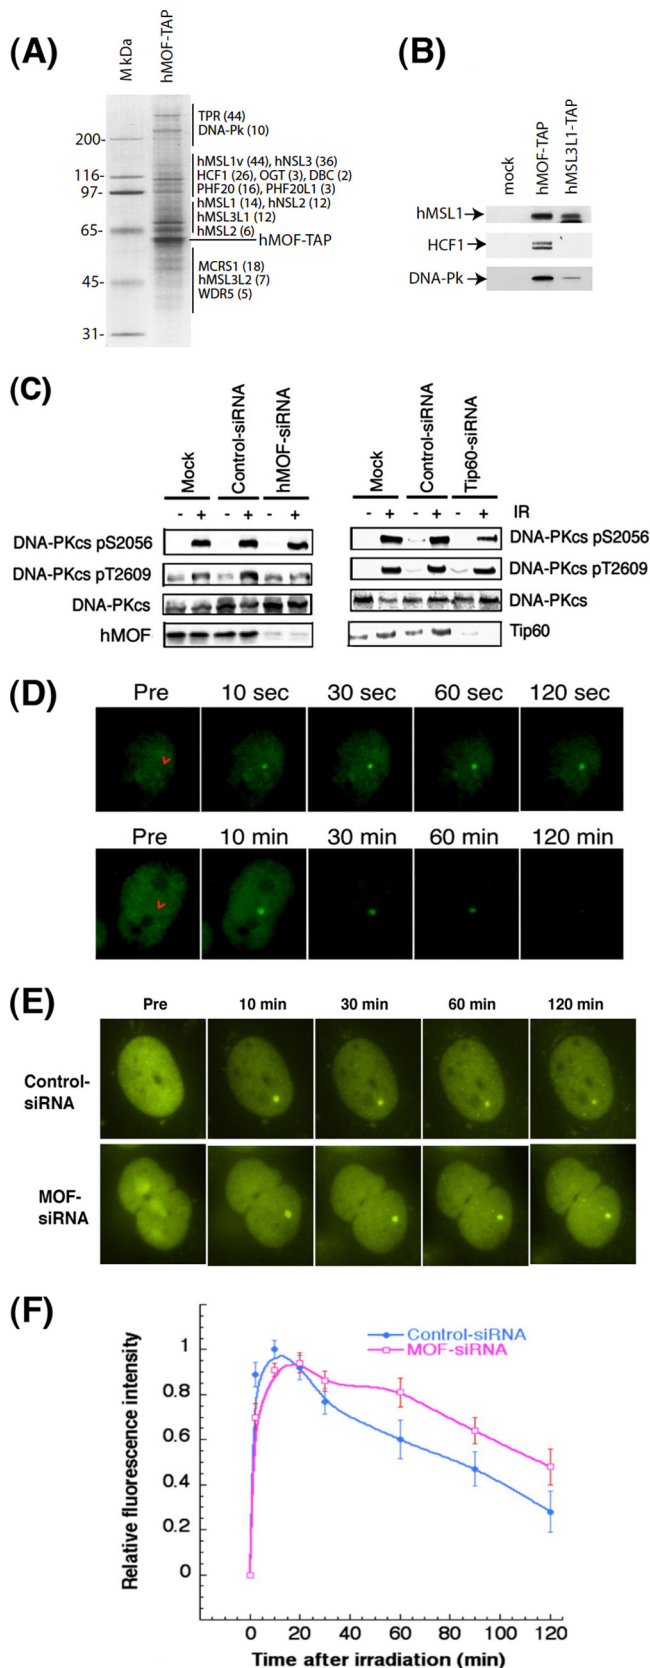 (A)
M kDa
hMOF-TAP
200-
116-
97-
65-
45-
31-
TPR (44)
DNA-Pk (10)
hMSL1v (44), hNSL3 (36)
HCF1 (26), OGT (3), DBC (2)
PHF20 (16), PHF20L1 (3)
hMSL1 (14), hNSL2 (12)
hMSL3L1 (12)
hMSL2 (6)
hMOF-TAP
MCRS1 (18)
hMSL3L2 (7)
WDR5 (5)
(B)
mock
hMOF-TAP
hMSL3L1-TAP
hMSL1
HCF1
DNA-Pk
(C)
Mock
Control-siRNA
hMOF-siRNA
- + - + - +
DNA-PKcs pS2056
DNA-PKcs pT2609
DNA-PKcs
hMOF
Mock
Control-siRNA
Tip60-siRNA
- + - + - + IR
DNA-PKcs pS2056
DNA-PKcs pT2609
DNA-PKcs
Tip60
(D)
Pre 10 sec 30 sec 60 sec 120 sec
Pre 10 min 30 min 60 min 120 min
(E)
Pre 10 min 30 min 60 min 120 min
Control-
siRNA
MOF-
siRNA
(F)
Relative fluorescence intensity
1
0.8
0.6
0.4
0.2
0
Control-siRNA
MOF-siRNA
0 20 40 60 80 100 120
Time after irradiation (min)